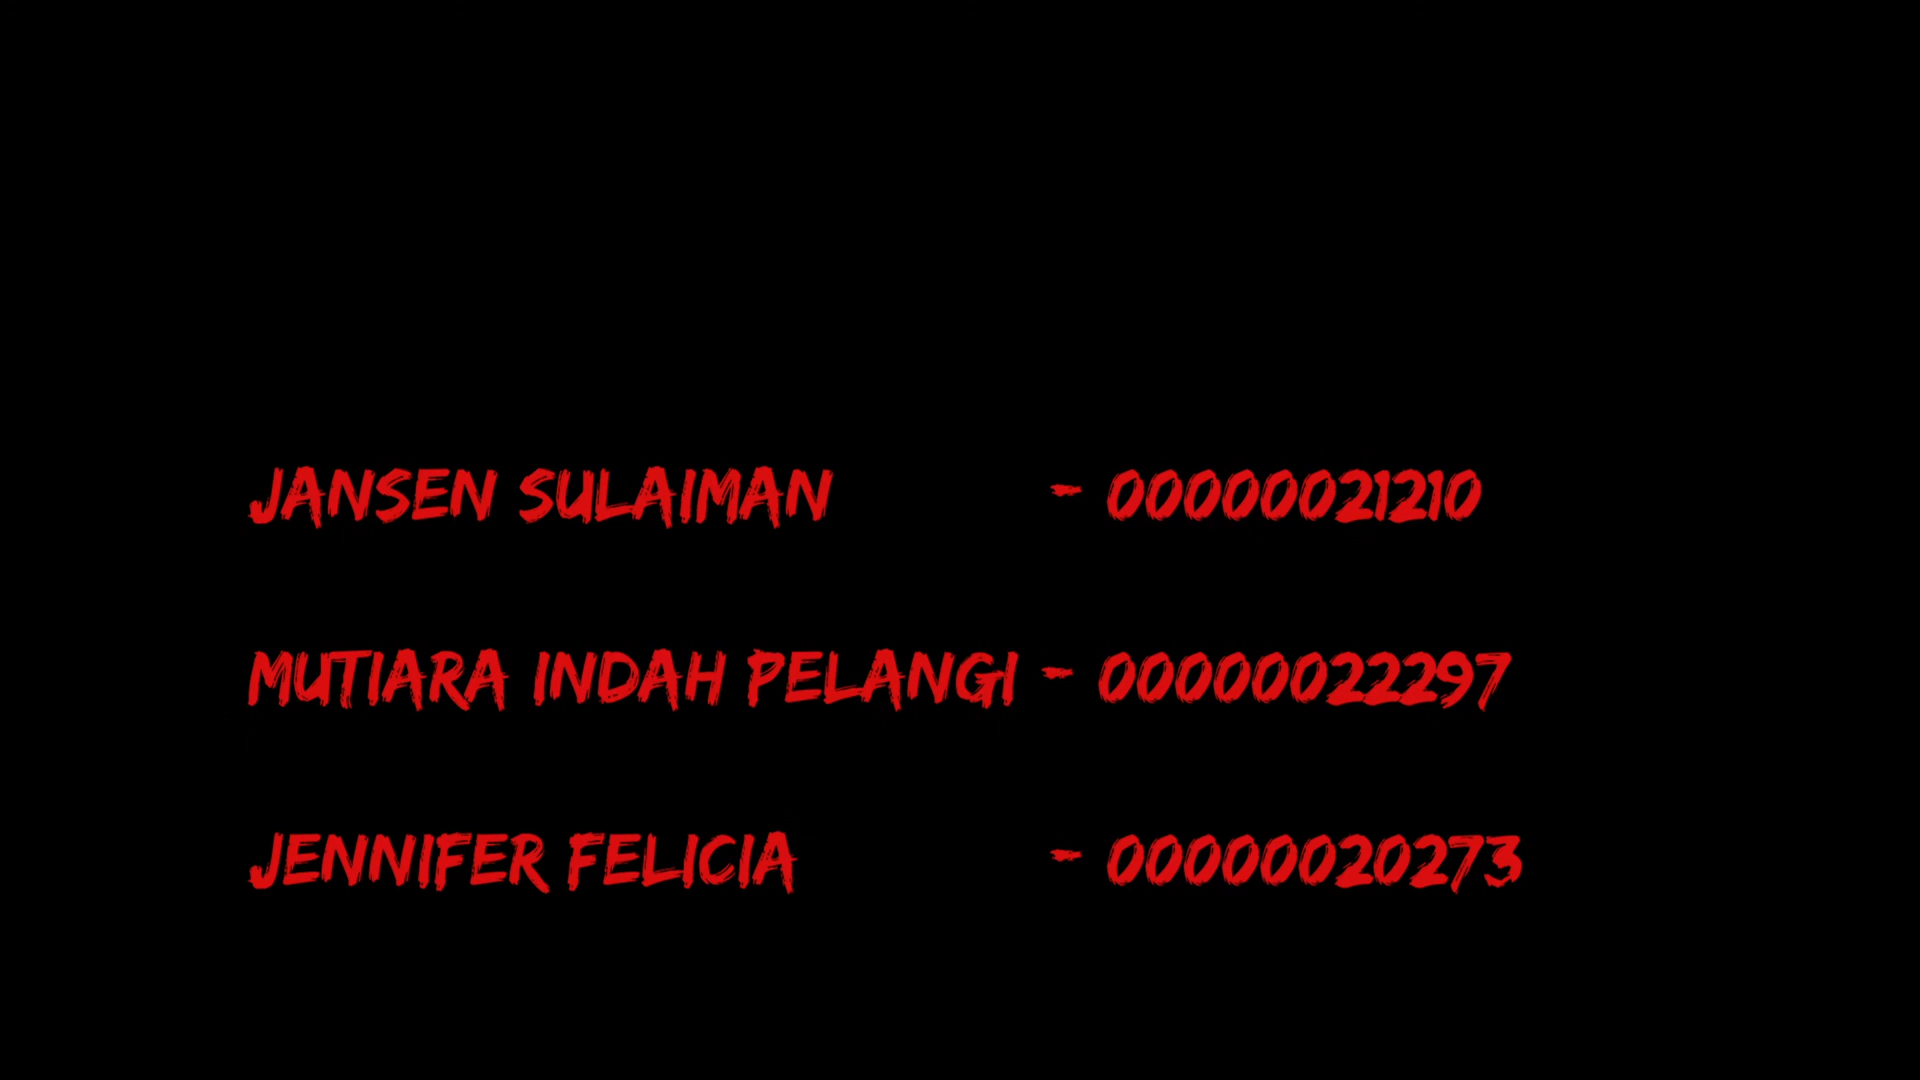 JANSEN SULAIMAN - 00000021210
MUTIARA INDAH PELANGI - 00000022297
JENNIFER FELICIA - 00000020273